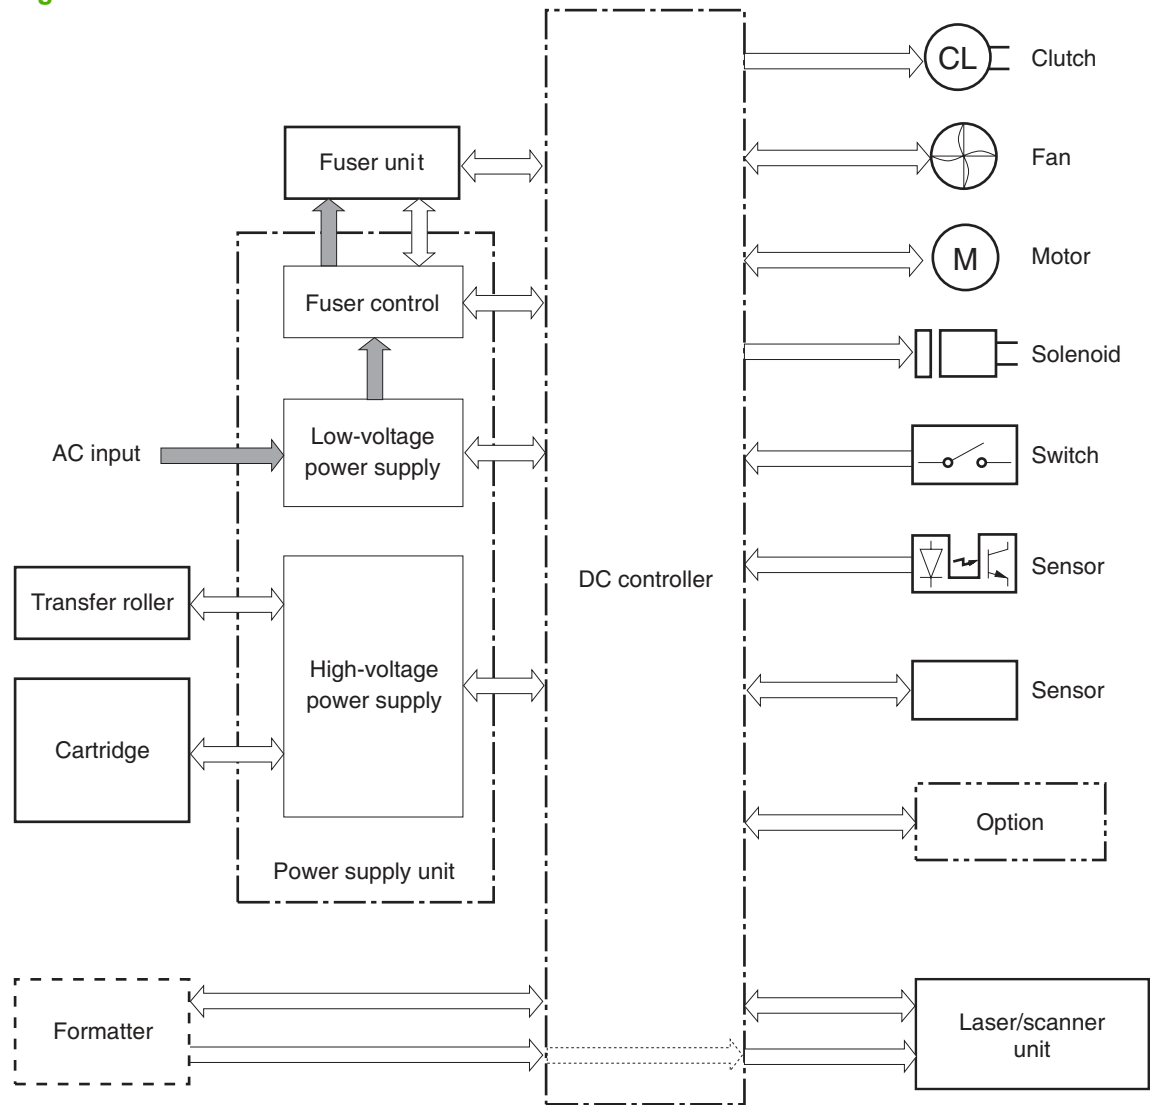 CL
Clutch
Fuser unit
Fan
M
Motor
Fuser control
Solenoid
AC input
Low-voltage
power supply
Switch
DC controller
Sensor
Transfer roller
High-voltage
power supply
Sensor
Cartridge
Option
Power supply unit
Formatter
Laser/scanner
unit